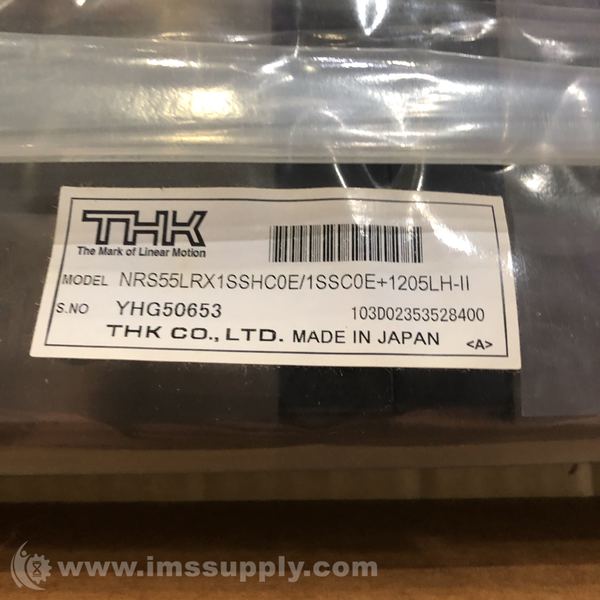 THK
The Mark of Linear Motion
MODEL NRS55LRX1SSHC0E/1SSC0E+1205LH-II
S.NO YHG50653 103D02353528400
THK CO., LTD. MADE IN JAPAN <A>
www.imssupply.com